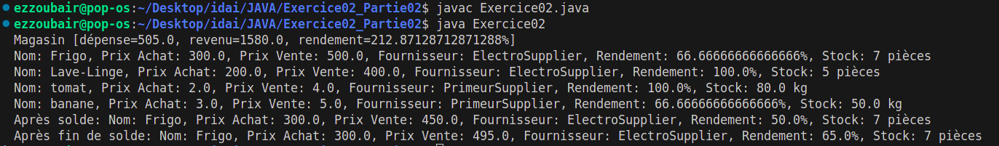 ezzoubair@pop-os:~/Desktop/idai/JAVA/Exercice02_Partie02$ javac Exercice02.java
ezzoubair@pop-os:~/Desktop/idai/JAVA/Exercice02_Partie02$ java Exercice02
Magasin [dépense=505.0, revenu=1580.0, rendement=212.87128712871288%]
Nom: Frigo, Prix Achat: 300.0, Prix Vente: 500.0, Fournisseur: ElectroSupplier, Rendement: 66.66666666666666%, Stock: 7 pièces
Nom: Lave-Linge, Prix Achat: 200.0, Prix Vente: 400.0, Fournisseur: ElectroSupplier, Rendement: 100.0%, Stock: 5 pièces
Nom: tomat, Prix Achat: 2.0, Prix Vente: 4.0, Fournisseur: PrimeurSupplier, Rendement: 100.0%, Stock: 80.0 kg
Nom: banane, Prix Achat: 3.0, Prix Vente: 5.0, Fournisseur: PrimeurSupplier, Rendement: 66.66666666666666%, Stock: 50.0 kg
Après solde: Nom: Frigo, Prix Achat: 300.0, Prix Vente: 450.0, Fournisseur: ElectroSupplier, Rendement: 50.0%, Stock: 7 pièces
Après fin de solde: Nom: Frigo, Prix Achat: 300.0, Prix Vente: 495.0, Fournisseur: ElectroSupplier, Rendement: 65.0%, Stock: 7 pièces